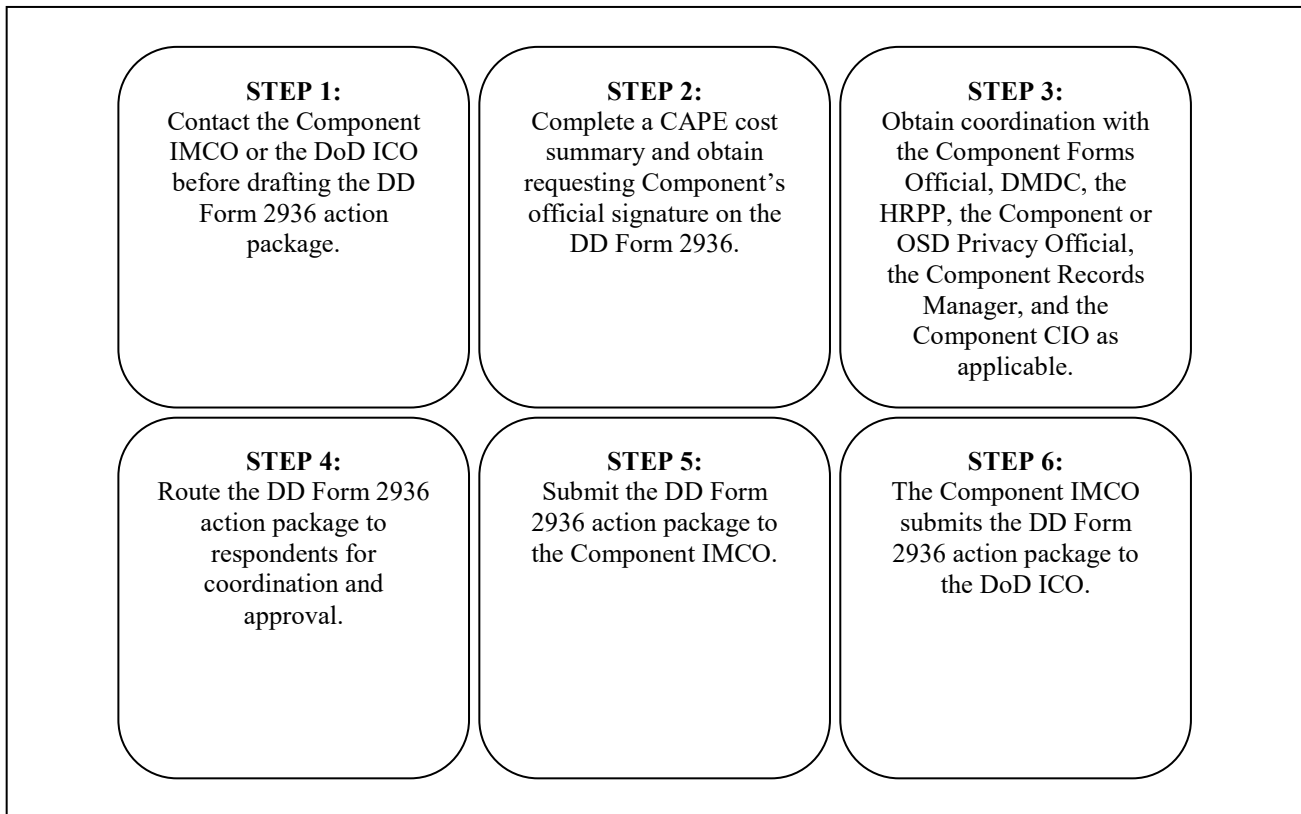 STEP 1:
Contact the Component
IMCO or the DoD ICO
before drafting the DD
Form 2936 action
package.
STEP 2:
Complete a CAPE cost
summary and obtain
requesting Component’s
official signature on the
DD Form 2936.
STEP 3:
Obtain coordination with
the Component Forms
Official, DMDC, the
HRPP, the Component or
OSD Privacy Official,
the Component Records
Manager, and the
Component CIO as
applicable.
STEP 4:
Route the DD Form 2936
action package to
respondents for
coordination and
approval.
STEP 5:
Submit the DD Form
2936 action package to
the Component IMCO.
STEP 6:
The Component IMCO
submits the DD Form
2936 action package to
the DoD ICO.